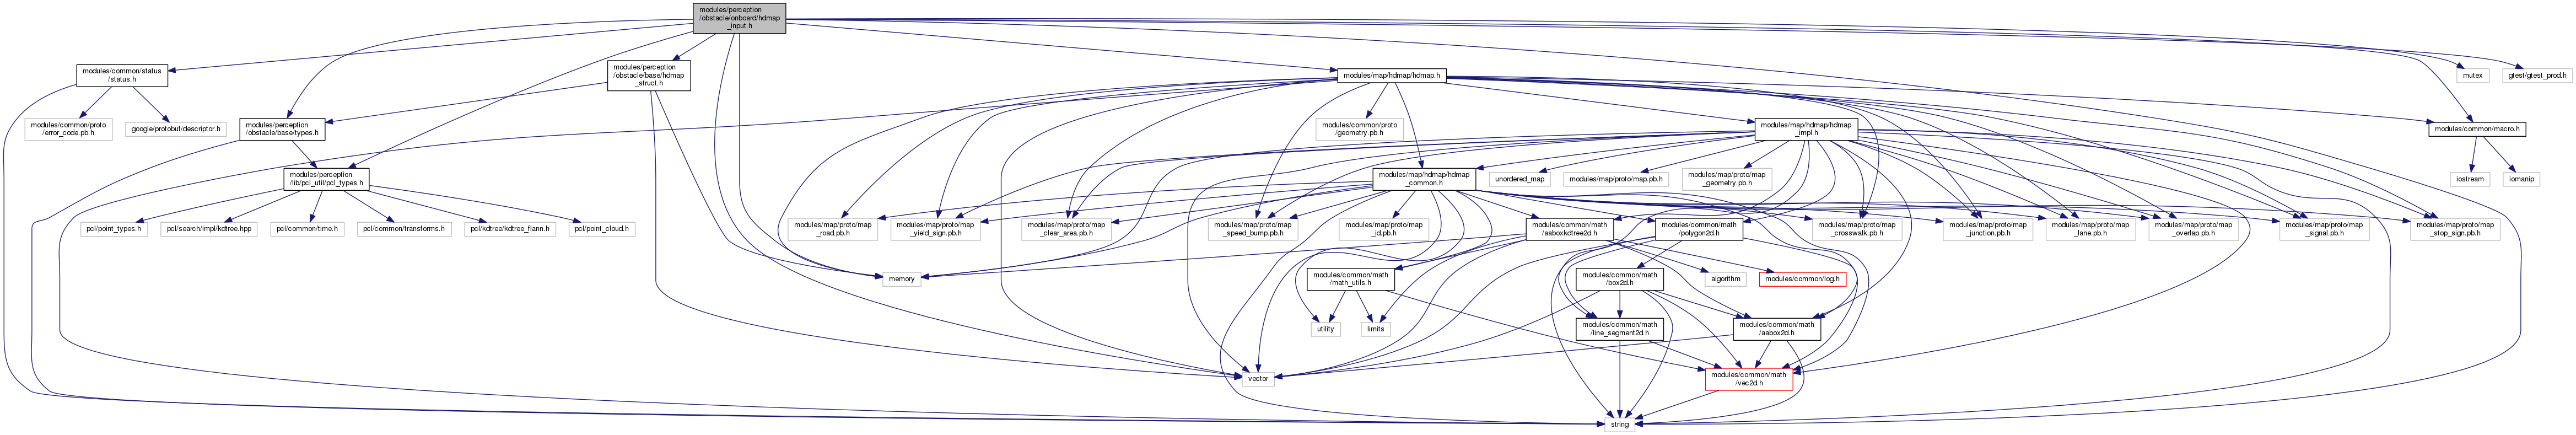 modules/perception
/obstacle/onboard/hdmap
_input.h
modules/common/status
/status.h
modules/perception
/obstacle/base/hdmap
_struct.h
modules/map/hdmap/hdmap.h
mutex
gtest/gtest_prod.h
modules/common/proto
/error_code.pb.h
google/protobuf/descriptor.h
modules/perception
/obstacle/base/types.h
modules/common/proto
/geometry.pb.h
modules/map/hdmap/hdmap
_impl.h
modules/common/macro.h
modules/perception
/lib/pcl_util/pcl_types.h
modules/map/hdmap/hdmap
_common.h
unordered_map
modules/map/proto/map.pb.h
modules/map/proto/map
_geometry.pb.h
iostream
iomanip
pcl/point_types.h
pcl/search/impl/kdtree.hpp
pcl/common/time.h
pcl/common/transforms.h
pcl/kdtree/kdtree_flann.h
pcl/point_cloud.h
modules/map/proto/map
_road.pb.h
modules/map/proto/map
_yield_sign.pb.h
modules/map/proto/map
_clear_area.pb.h
modules/map/proto/map
_speed_bump.pb.h
modules/map/proto/map
_id.pb.h
modules/common/math
/aaboxkdtree2d.h
modules/common/math
/polygon2d.h
modules/map/proto/map
_crosswalk.pb.h
modules/map/proto/map
_junction.pb.h
modules/map/proto/map
_lane.pb.h
modules/map/proto/map
_overlap.pb.h
modules/map/proto/map
_signal.pb.h
modules/map/proto/map
_stop_sign.pb.h
memory
modules/common/math
/math_utils.h
modules/common/math
/box2d.h
algorithm
modules/common/log.h
utility
limits
modules/common/math
/line_segment2d.h
modules/common/math
/aabox2d.h
vector
modules/common/math
/vec2d.h
string